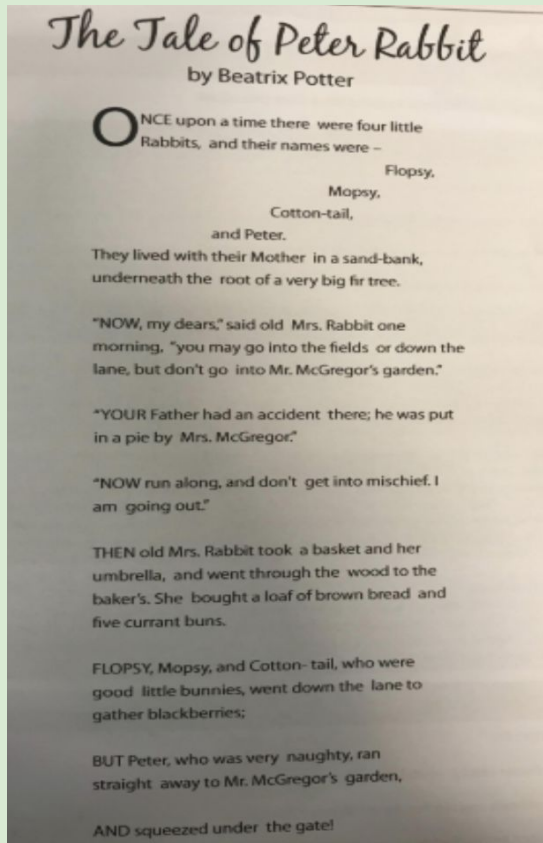 The Tale of Peter Rabbit
by Beatrix Potter
ONCE upon a time there were four little
Rabbits, and their names were –
Flopsy,
Mopsy,
Cotton-tail,
and Peter.
They lived with their Mother in a sand-bank,
underneath the root of a very big fir tree.
“NOW, my dears,” said old Mrs. Rabbit one
morning, “you may go into the fields or down the
lane, but don’t go into Mr. McGregor’s garden.”
“YOUR Father had an accident there; he was put
in a pie by Mrs. McGregor.”
“NOW run along, and don’t get into mischief. I
am going out.”
THEN old Mrs. Rabbit took a basket and her
umbrella, and went through the wood to the
baker’s. She bought a loaf of brown bread and
five currant buns.
FLOPSY, Mopsy, and Cotton- tail, who were
good little bunnies, went down the lane to
gather blackberries;
BUT Peter, who was very naughty, ran
straight away to Mr. McGregor’s garden,
AND squeezed under the gate!